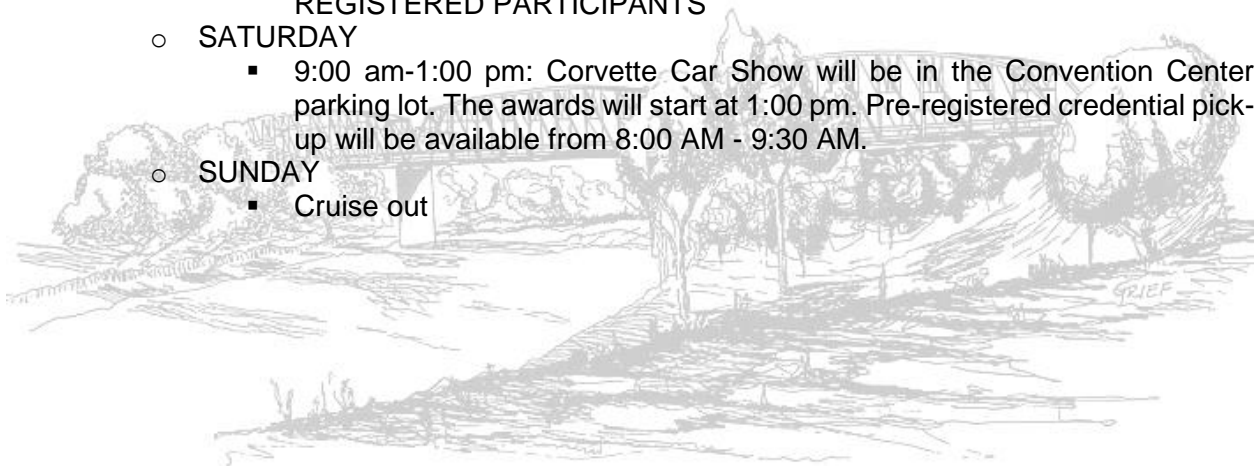 REGISTERED PARTICIPANTS
o SATURDAY
▪ 9:00 am-1:00 pm: Corvette Car Show will be in the Convention Center
parking lot. The awards will start at 1:00 pm. Pre-registered credential pick-
up will be available from 8:00 AM - 9:30 AM.
o SUNDAY
▪ Cruise out
GRIEF